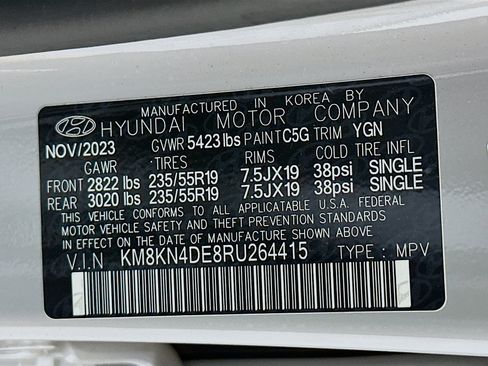 MANUFACTURED IN KOREA BY
HYUNDAI MOTOR COMPANY
NOV/2023 GVWR 5423 lbs PAINT C5G TRIM YGN
GAWR TIRES RIMS COLD TIRE INFL
FRONT 2822 lbs 235/55R19 7.5JX19 38psi SINGLE
REAR 3020 lbs 235/55R19 7.5JX19 38psi SINGLE
THIS VEHICLE CONFORMS TO ALL APPLICABLE U.S.A. FEDERAL
MOTOR VEHICLE SAFETY AND THEFT PREVENTION STANDARDS
IN EFFECT ON THE DATE OF MANUFACTURE SHOWN ABOVE.
V.I.N KM8KN4DE8RU264415 TYPE : MPV